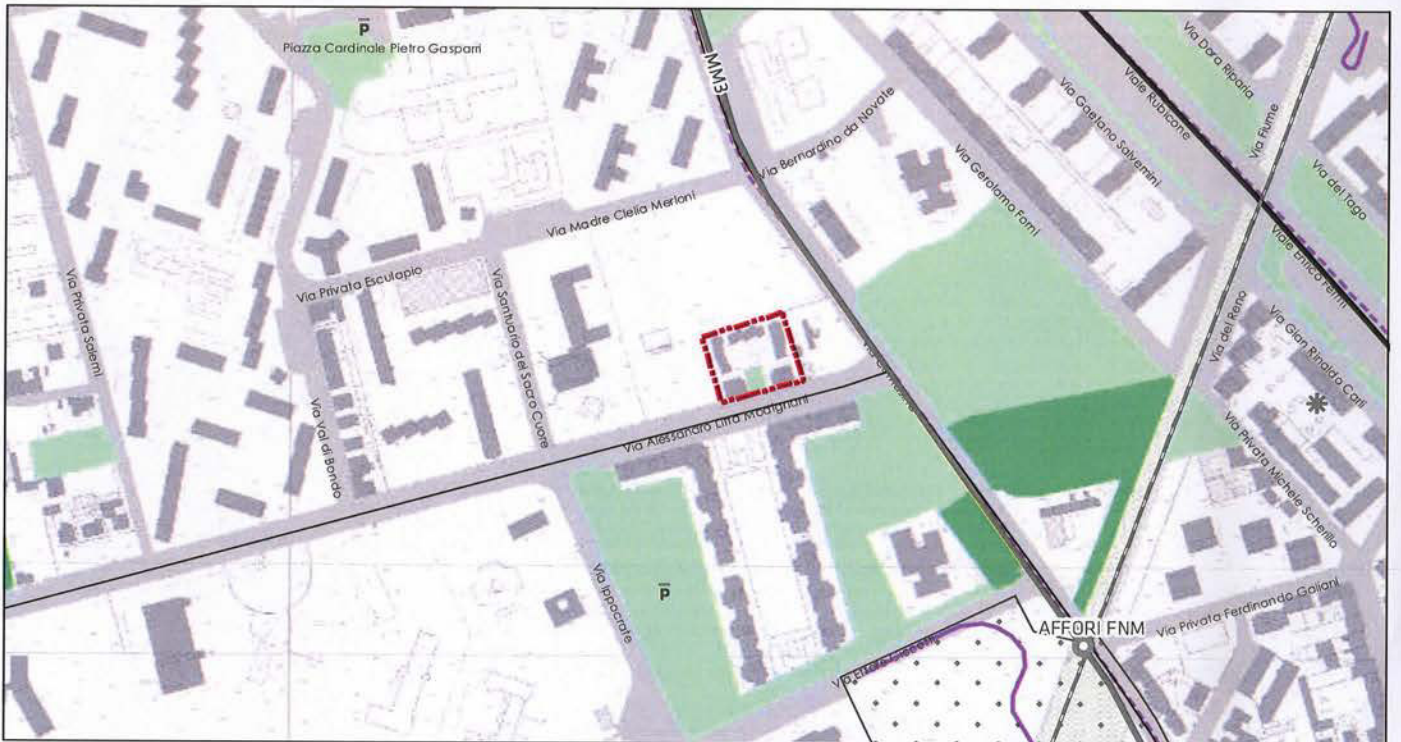 P
Piazza Cardinale Pietro Gasparri
MM3
Via Dora Riparia
Viale Rubicone
Via Fiume
Via Gaetano Salvemini
Via del Tago
Via Bernardino da Novate
Via Gerolamo Forni
Via Madre Clelia Merloni
Viale Enrico Fermi
Via Privata Esculapio
Via Privata Salemi
Via Santuario del Sacro Cuore
Via del Reno
Via Gian Rinaldo Carli
Via Val di Bondo
Via Alessandro Litta Modignani
Via Privata Michele Scherillo
Via Ippocrate
P
AFFORI FNM
Via Privata Ferdinando Galiani
Via Ettore